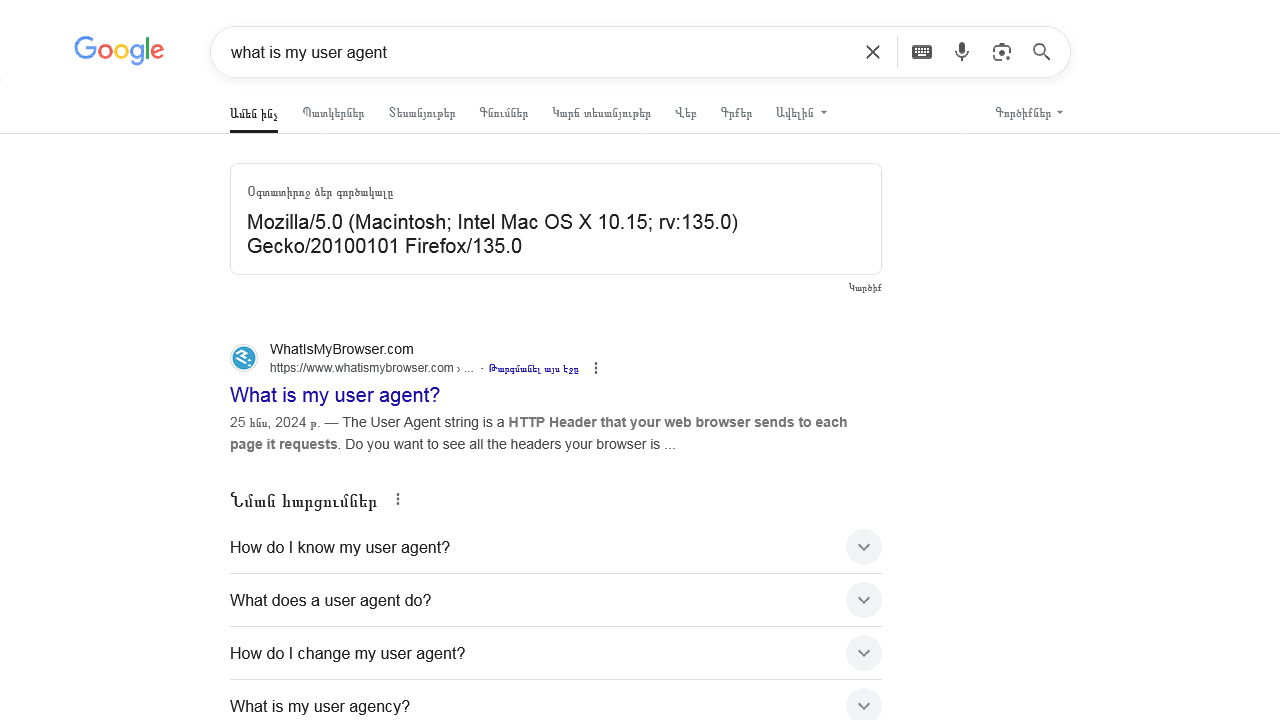 Google
what is my user agent
Ամեն ինչ
Պատկերներ
Տեսանյութեր
Գնումներ
Կարճ տեսանյութեր
Վեբ
Գրքեր
Ավելին
Գործիքներ
Օգտատիրոջ ձեր գործակալը
Mozilla/5.0 (Macintosh; Intel Mac OS X 10.15; rv:135.0)
Gecko/20100101 Firefox/135.0
Կարծիք
WhatIsMyBrowser.com
https://www.whatismybrowser.com › ... · Թարգմանել այս էջը
What is my user agent?
25 հնս, 2024 թ. — The User Agent string is a HTTP Header that your web browser sends to each
page it requests. Do you want to see all the headers your browser is ...
Նման հարցումներ
How do I know my user agent?
What does a user agent do?
How do I change my user agent?
What is my user agency?